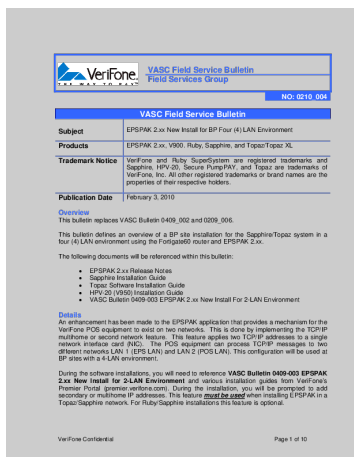 VeriFone.
THE WAY TO PAY
VASC Field Service Bulletin
Field Services Group
NO: 0210_004
VASC Field Service Bulletin
Subject
EPSPAK 2.xx New Install for BP Four (4) LAN Environment
Products
EPSPAK 2.xx, V900. Ruby, Sapphire, and Topaz/Topaz XL
Trademark Notice
VeriFone and Ruby SuperSystem are registered trademarks and
Sapphire, HPV-20, Secure PumpPAY, and Topaz are trademarks of
VeriFone, Inc. All other registered trademarks or brand names are the
properties of their respective holders.
Publication Date
February 3, 2010
Overview
This bulletin replaces VASC Bulletin 0409_002 and 0209_006.
This bulletin defines an overview of a BP site installation for the Sapphire/Topaz system in a
four (4)-LAN environment using the Fortigate60 router and EPSPAK 2.xx.
The following documents will be referenced within this bulletin:
• EPSPAK 2.xx Release Notes
• Sapphire Installation Guide
• Topaz Software Installation Guide
• HPV-20 (V950) Installation Guide
• VASC Bulletin 0409-003 EPSPAK 2.xx New Install For 2-LAN Environment
Details
An enhancement has been made to the EPSPAK application that provides a mechanism for the
VeriFone POS equipment to exist on two networks. This is done by implementing the TCP/IP
multihome or second network feature. This feature applies two TCP/IP addresses to a single
network interface card (NIC). The POS equipment can process TCP/IP messages to two
different networks LAN 1 (EPS LAN) and LAN 2 (POS LAN). This configuration will be used at
BP sites with a 4-LAN environment.
During the software installations, you will need to reference VASC Bulletin 0409-003 EPSPAK
2.xx New Install for 2-LAN Environment and various installation guides from VeriFone's
Premier Portal (premier.verifone.com). During the installation, you will be prompted to add
secondary or multihome IP addresses. This feature must be used when installing EPSPAK in a
Topaz/Sapphire network. For Ruby/Sapphire installations this feature is optional.
VeriFone Confidential
Page 1 of 10